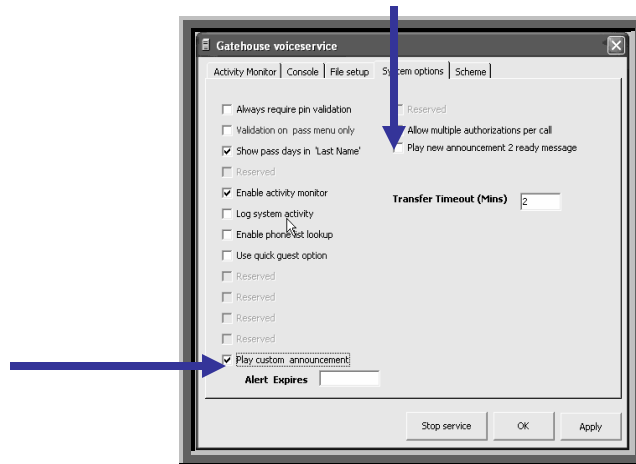 Gatehouse voiceservice
Activity Monitor
Console
File setup
System options
Scheme
Always require pin validation
Validation on pass menu only
Show pass days in 'Last Name'
Reserved
Enable activity monitor
Log system activity
Enable phone list lookup
Use quick guest option
Reserved
Reserved
Reserved
Reserved
Play custom announcement
Alert Expires
Reserved
Allow multiple authorizations per call
Play new announcement 2 ready message
Transfer Timeout (Mins) 2
Stop service
OK
Apply